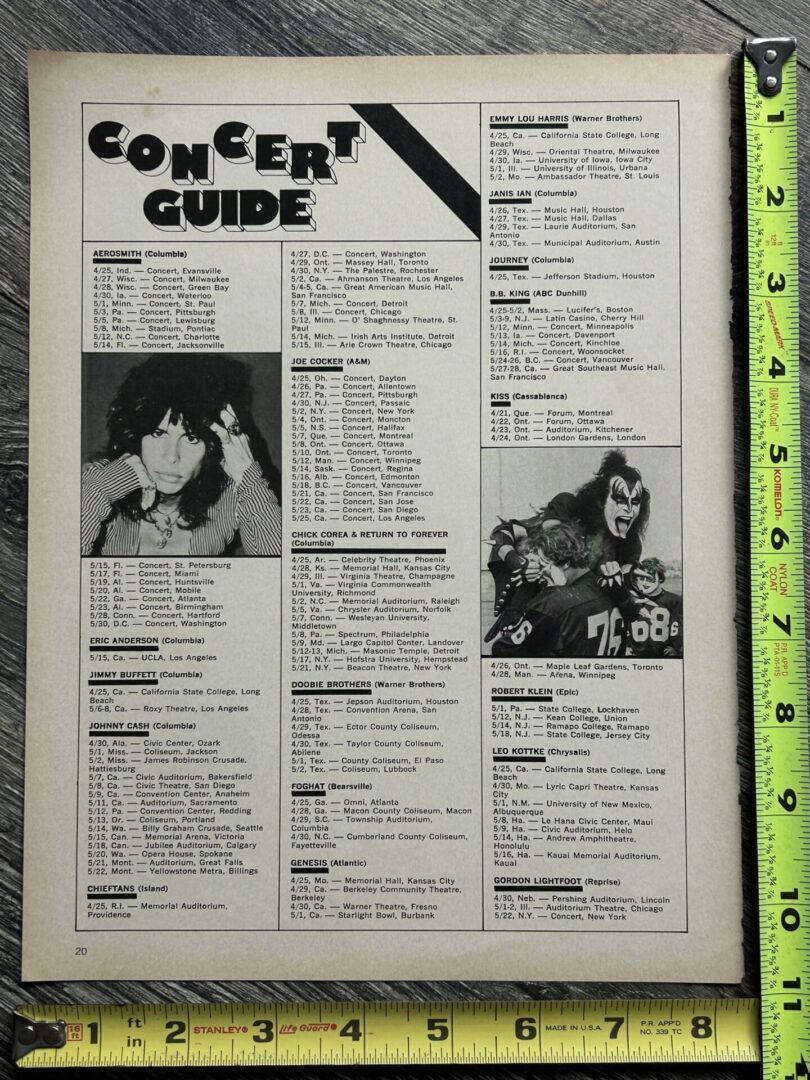 CONCERT
GUIDE
AEROSMITH (Columbia)
4/25, Ind. — Concert, Evansville
4/27, Wisc. — Concert, Milwaukee
4/28, Wisc. — Concert, Green Bay
4/30, Ia. — Concert, Waterloo
5/1, Minn. — Concert, St. Paul
5/3, Pa. — Concert, Pittsburgh
5/5, Pa. — Concert, Lewisburg
5/8, Mich. — Stadium, Pontiac
5/12, N.C. — Concert, Charlotte
5/14, Fl. — Concert, Jacksonville
5/15, Fl. — Concert, St. Petersburg
5/17, Fl. — Concert, Miami
5/19, Al. — Concert, Huntsville
5/20, Al. — Concert, Mobile
5/22, Ga. — Concert, Atlanta
5/23, Al. — Concert, Birmingham
5/28, Conn. — Concert, Hartford
5/30, D.C. — Concert, Washington
ERIC ANDERSON (Columbia)
5/15, Ca. — UCLA, Los Angeles
JIMMY BUFFETT (Columbia)
4/25, Ca. — California State College, Long
Beach
5/6-8, Ca. — Roxy Theatre, Los Angeles
JOHNNY CASH (Columbia)
4/30, Ala. — Civic Center, Ozark
5/1, Miss. — Coliseum, Jackson
5/2, Miss. — James Robinson Crusade,
Hattiesburg
5/7, Ca. — Civic Auditorium, Bakersfield
5/8, Ca. — Civic Theatre, San Diego
5/9, Ca. — Convention Center, Anaheim
5/11, Ca. — Auditorium, Sacramento
5/12, Pa. — Convention Center, Redding
5/13, Or. — Coliseum, Portland
5/14, Wa. — Billy Graham Crusade, Seattle
5/15, Can. — Memorial Arena, Victoria
5/18, Can. — Jubilee Auditorium, Calgary
5/20, Wa. — Opera House, Spokane
5/21, Mont. — Auditorium, Great Falls
5/22, Mont. — Yellowstone Metra, Billings
CHIEFTANS (Island)
4/25, R.I. — Memorial Auditorium,
Providence
4/27, D.C. — Concert, Washington
4/29, Ont. — Massey Hall, Toronto
4/30, N.Y. — The Palestre, Rochester
5/2, Ca. — Ahmanson Theatre, Los Angeles
5/4-5, Ca. — Great American Music Hall,
San Francisco
5/7, Mich. — Concert, Detroit
5/8, Ill. — Concert, Chicago
5/12, Minn. — O' Shaghnessy Theatre, St.
Paul
5/14, Mich. — Irish Arts Institute, Detroit
5/15, Ill. — Arie Crown Theatre, Chicago
JOE COCKER (A&M)
4/25, Oh. — Concert, Dayton
4/26, Pa. — Concert, Allentown
4/27, Pa. — Concert, Pittsburgh
4/30, N.J. — Concert, Passaic
5/2, N.Y. — Concert, New York
5/4, Ont. — Concert, Moncton
5/5, N.S. — Concert, Halifax
5/7, Que. — Concert, Montreal
5/8, Ont. — Concert, Ottawa
5/10, Ont. — Concert, Toronto
5/12, Man. — Concert, Winnipeg
5/14, Sask. — Concert, Regina
5/16, Alb. — Concert, Edmonton
5/18, B.C. — Concert, Vancouver
5/21, Ca. — Concert, San Francisco
5/22, Ca. — Concert, San Jose
5/23, Ca. — Concert, San Diego
5/25, Ca. — Concert, Los Angeles
CHICK COREA & RETURN TO FOREVER
(Columbia)
4/25, Ar. — Celebrity Theatre, Phoenix
4/28, Ks. — Memorial Hall, Kansas City
4/29, Ill. — Virginia Theatre, Champagne
5/1, Va. — Virginia Commonwealth
University, Richmond
5/2, N.C. — Memorial Auditorium, Raleigh
5/5, Va. — Chrysler Auditorium, Norfolk
5/7, Conn. — Wesleyan University,
Middletown
5/8, Pa. — Spectrum, Philadelphia
5/9, Md. — Largo Capitol Center, Landover
5/12-13, Mich. — Masonic Temple, Detroit
5/17, N.Y. — Hofstra University, Hempstead
5/21, N.Y. — Beacon Theatre, New York
DOOBIE BROTHERS (Warner Brothers)
4/25, Tex. — Jepson Auditorium, Houston
4/28, Tex. — Convention Arena, San
Antonio
4/29, Tex. — Ector County Coliseum,
Odessa
4/30, Tex. — Taylor County Coliseum,
Abilene
5/1, Tex. — County Coliseum, El Paso
5/2, Tex. — Coliseum, Lubbock
FOGHAT (Bearsville)
4/25, Ga. — Omni, Atlanta
4/28, Ga. — Macon County Coliseum, Macon
4/29, S.C. — Township Auditorium,
Columbia
4/30, N.C. — Cumberland County Coliseum,
Fayetteville
GENESIS (Atlantic)
4/25, Mo. — Memorial Hall, Kansas City
4/29, Ca. — Berkeley Community Theatre,
Berkeley
4/30, Ca. — Warner Theatre, Fresno
5/1, Ca. — Starlight Bowl, Burbank
EMMY LOU HARRIS (Warner Brothers)
4/25, Ca. — California State College, Long
Beach
4/29, Wisc. — Oriental Theatre, Milwaukee
4/30, Ia. — University of Iowa, Iowa City
5/1, Ill. — University of Illinois, Urbana
5/2, Mo. — Ambassador Theatre, St. Louis
JANIS IAN (Columbia)
4/26, Tex. — Music Hall, Houston
4/27, Tex. — Music Hall, Dallas
4/29, Tex. — Laurie Auditorium, San
Antonio
4/30, Tex. — Municipal Auditorium, Austin
JOURNEY (Columbia)
4/25, Tex. — Jefferson Stadium, Houston
B.B. KING (ABC Dunhill)
4/25-5/2, Mass. — Lucifer's, Boston
5/3-9, N.J. — Latin Casino, Cherry Hill
5/12, Minn. — Concert, Minneapolis
5/13, Ia. — Concert, Davenport
5/14, Mich. — Concert, Kinchloe
5/16, R.I. — Concert, Woonsocket
5/24-26, B.C. — Concert, Vancouver
5/27-28, Ca. — Great Southeast Music Hall,
San Francisco
KISS (Cassablanca)
4/21, Que. — Forum, Montreal
4/22, Ont. — Forum, Ottawa
4/23, Ont. — Auditorium, Kitchener
4/24, Ont. — London Gardens, London
76
68
4/26, Ont. — Maple Leaf Gardens, Toronto
4/28, Man. — Arena, Winnipeg
ROBERT KLEIN (Epic)
5/1, Pa. — State College, Lockhaven
5/12, N.J. — Kean College, Union
5/14, N.J. — Ramapo College, Ramapo
5/18, N.J. — State College, Jersey City
LEO KOTTKE (Chrysalis)
4/25, Ca. — California State College, Long
Beach
4/30, Mo. — Lyric Capri Theatre, Kansas
City
5/1, N.M. — University of New Mexico,
Albuquerque
5/8, Ha. — Le Hana Civic Center, Maui
5/9, Ha. — Civic Auditorium, Helo
5/14, Ha. — Andrew Amphitheatre,
Honolulu
5/16, Ha. — Kauai Memorial Auditorium,
Kauai
GORDON LIGHTFOOT (Reprise)
4/30, Neb. — Pershing Auditorium, Lincoln
5/1-2, Ill. — Auditorium Theatre, Chicago
5/22, N.Y. — Concert, New York
20
1 2 3 4 5 6 7 8 9 10 11
KOMELON
NYLON
COAT
P.R. APP'D
16 ft
1 ft in 2 STANLEY® 3 Life Guard® 4 5 6 MADE IN U.S.A. 7 P.R. APP'D NO. 339 TC 8